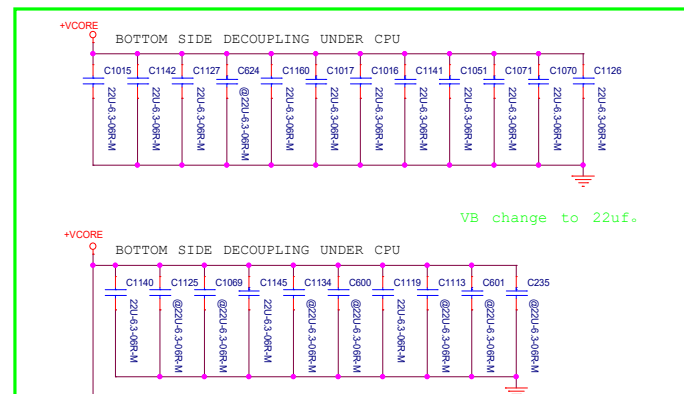 +VCORE
BOTTOM SIDE DECOUPLING UNDER CPU
C1015 C1142 C1127 C624 C1160 C1017 C1016 C1141 C1051 C1071 C1070 C1126
22U-6.3-06R-M 22U-6.3-06R-M 22U-6.3-06R-M @22U-6.3-06R-M 22U-6.3-06R-M 22U-6.3-06R-M 22U-6.3-06R-M 22U-6.3-06R-M 22U-6.3-06R-M 22U-6.3-06R-M 22U-6.3-06R-M 22U-6.3-06R-M
VB change to 22uf。
+VCORE
BOTTOM SIDE DECOUPLING UNDER CPU
C1140 C1125 C1069 C1145 C1134 C600 C1119 C1113 C601 C235
22U-6.3-06R-M @22U-6.3-06R-M @22U-6.3-06R-M 22U-6.3-06R-M @22U-6.3-06R-M @22U-6.3-06R-M 22U-6.3-06R-M @22U-6.3-06R-M @22U-6.3-06R-M @22U-6.3-06R-M